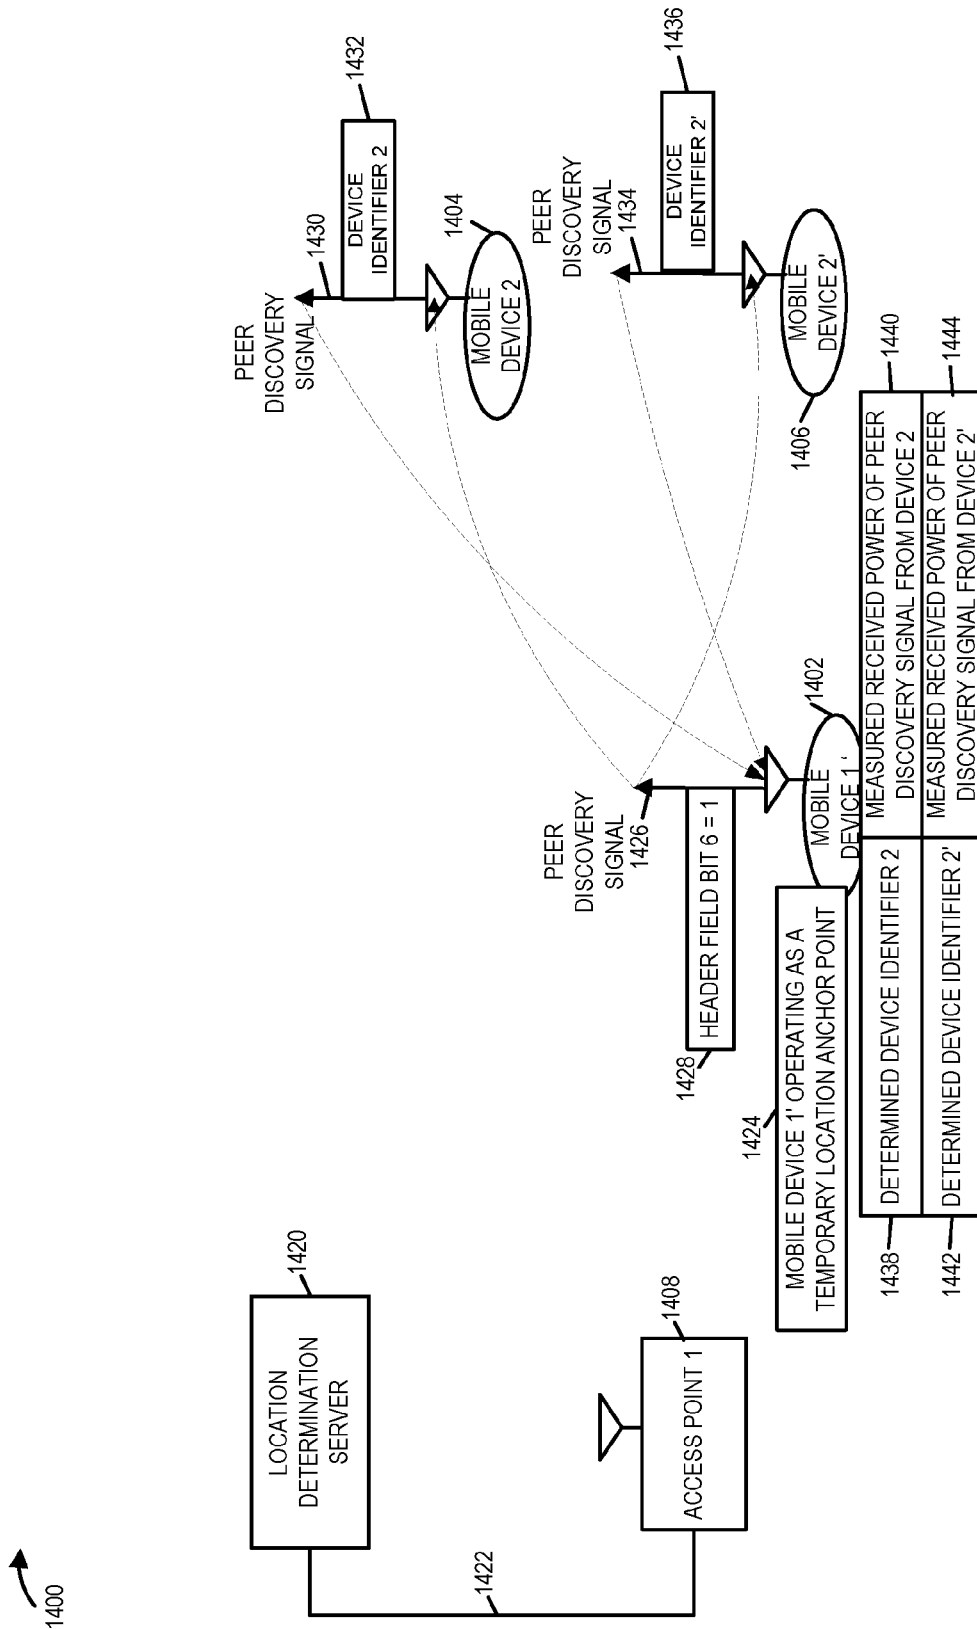 1400
LOCATION
DETERMINATION
SERVER
1420
1422
ACCESS POINT 1
1408
PEER
DISCOVERY
SIGNAL
1430
DEVICE
IDENTIFIER 2
1432
MOBILE
DEVICE 2
1404
PEER
DISCOVERY
SIGNAL
1434
DEVICE
IDENTIFIER 2'
1436
MOBILE
DEVICE 2'
1406
PEER
DISCOVERY
SIGNAL
1426
HEADER FIELD BIT 6 = 1
1428
MOBILE
DEVICE 1 '
1402
1424
MOBILE DEVICE 1' OPERATING AS A
TEMPORARY LOCATION ANCHOR POINT
1438
DETERMINED DEVICE IDENTIFIER 2
MEASURED RECEIVED POWER OF PEER
DISCOVERY SIGNAL FROM DEVICE 2
1440
1442
DETERMINED DEVICE IDENTIFIER 2'
MEASURED RECEIVED POWER OF PEER
DISCOVERY SIGNAL FROM DEVICE 2'
1444